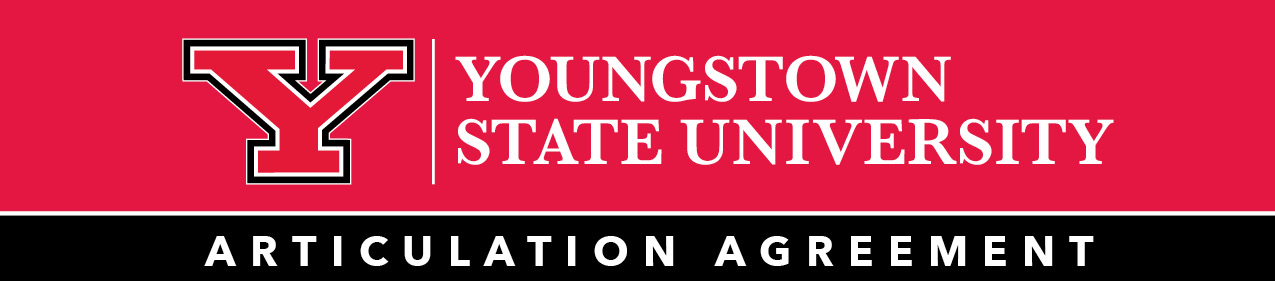 Y
YOUNGSTOWN
STATE UNIVERSITY
ARTICULATION AGREEMENT